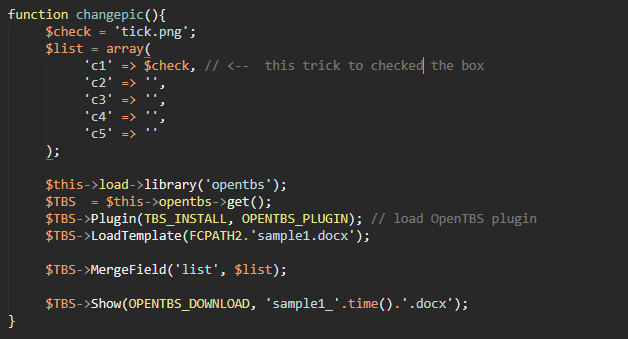 function changepic(){
$check = 'tick.png';
$list = array(
'c1' => $check, // <--  this trick to checked the box
'c2' => '',
'c3' => '',
'c4' => '',
'c5' => ''
);
$this->load->library('opentbs');
$TBS  = $this->opentbs->get();
$TBS->Plugin(TBS_INSTALL, OPENTBS_PLUGIN); // load OpenTBS plugin
$TBS->LoadTemplate(FCPATH2.'sample1.docx');
$TBS->MergeField('list', $list);
$TBS->Show(OPENTBS_DOWNLOAD, 'sample1_'.time().'.docx');
}